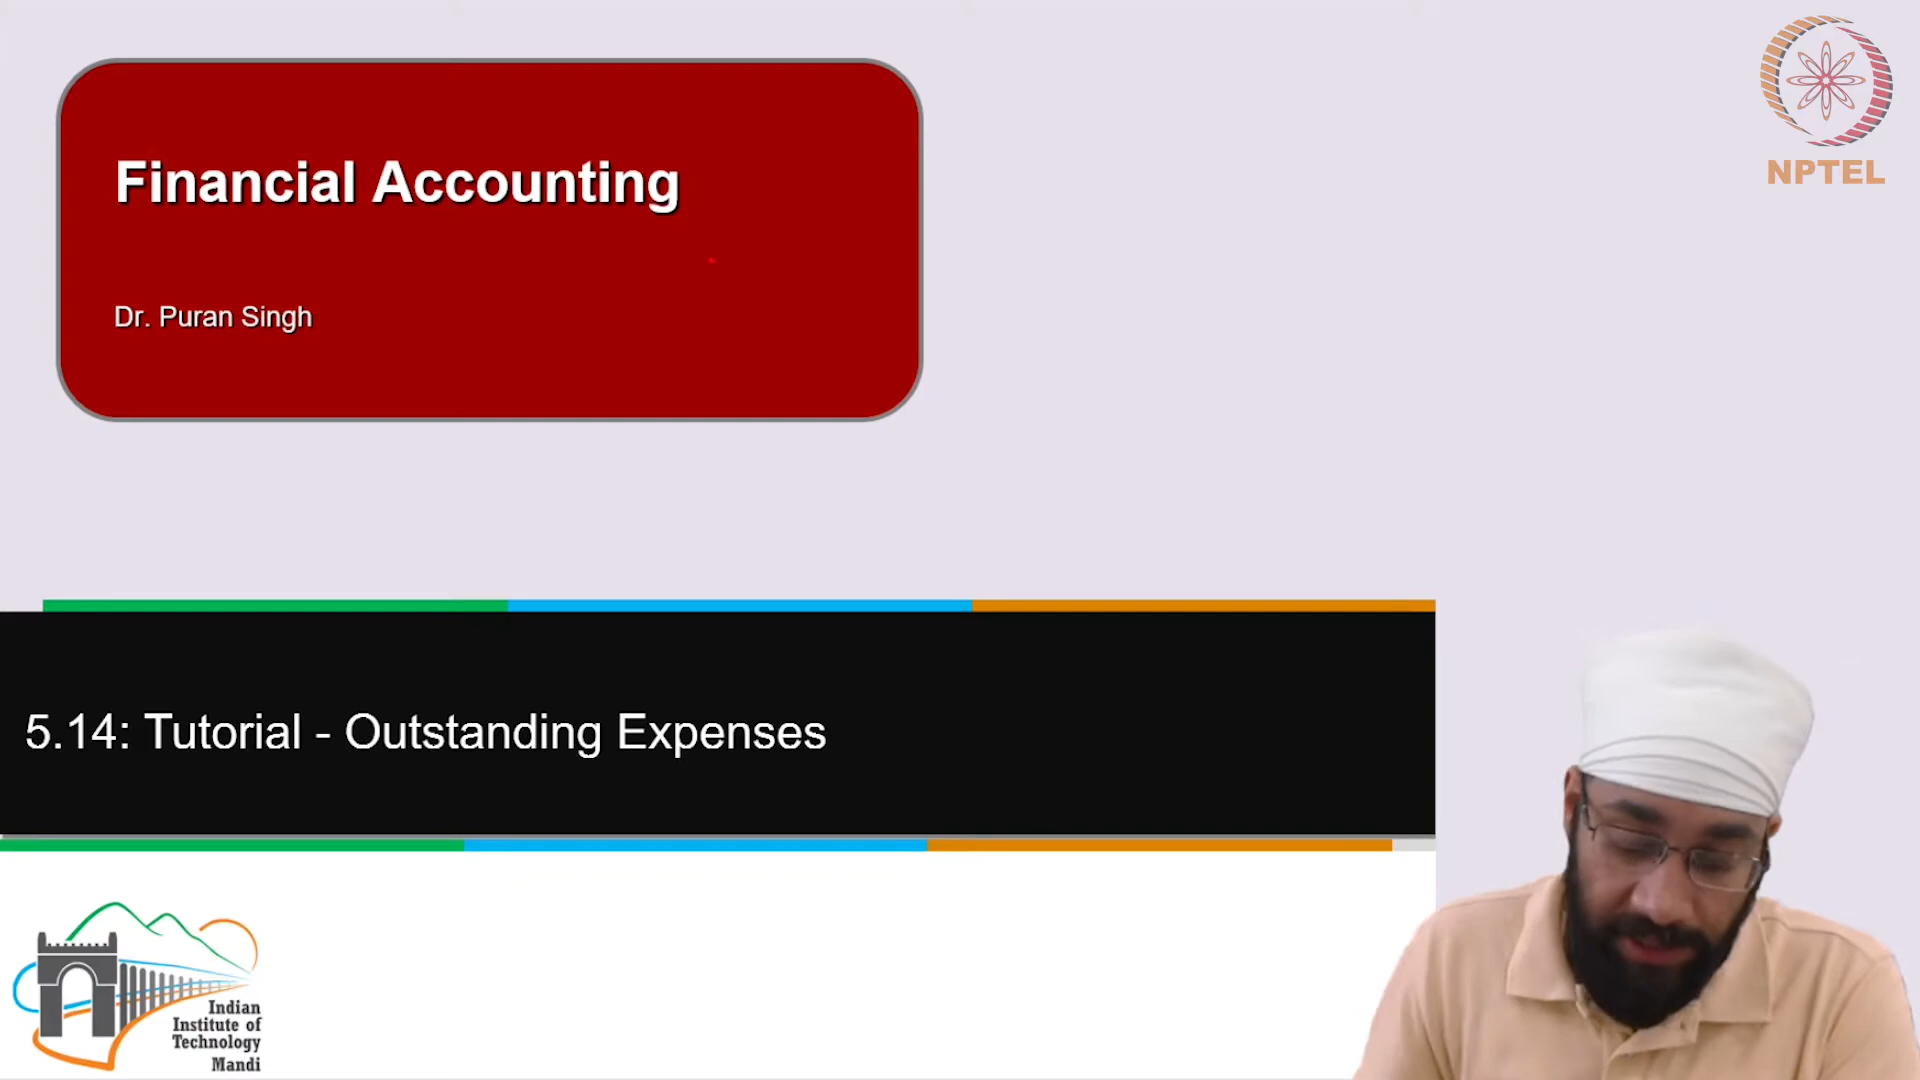 Financial Accounting
Dr. Puran Singh
NPTEL
5.14: Tutorial - Outstanding Expenses
Indian
Institute of
Technology
Mandi